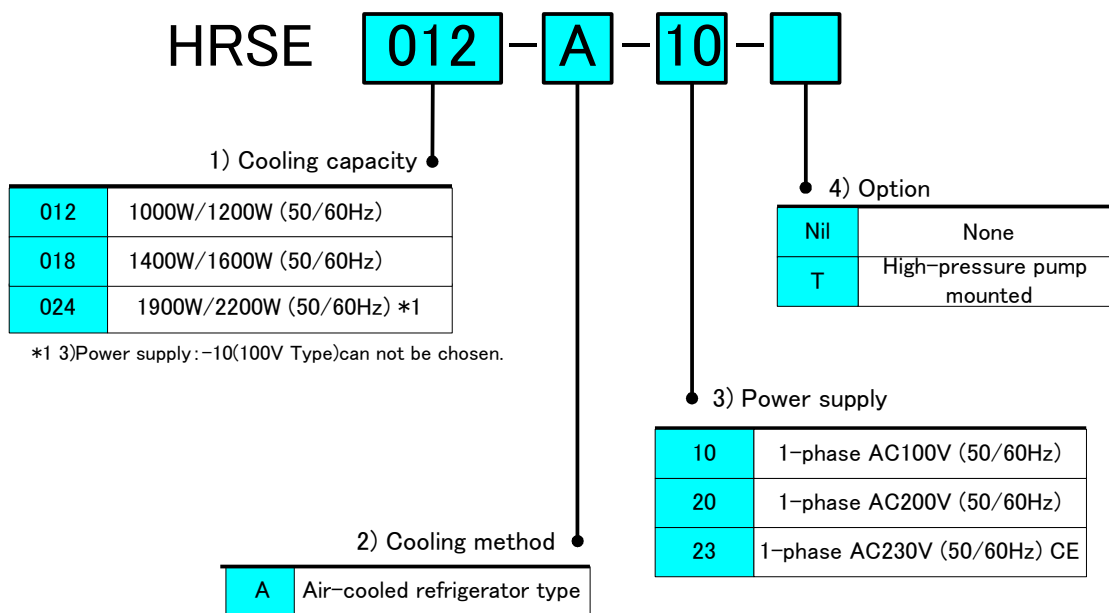 HRSE 012-A-10-
1) Cooling capacity
012 1000W/1200W (50/60Hz)
018 1400W/1600W (50/60Hz)
024 1900W/2200W (50/60Hz) *1
*1 3)Power supply:-10(100V Type)can not be chosen.
4) Option
Nil None
T High-pressure pump
mounted
3) Power supply
10 1-phase AC100V (50/60Hz)
20 1-phase AC200V (50/60Hz)
23 1-phase AC230V (50/60Hz) CE
2) Cooling method
A Air-cooled refrigerator type